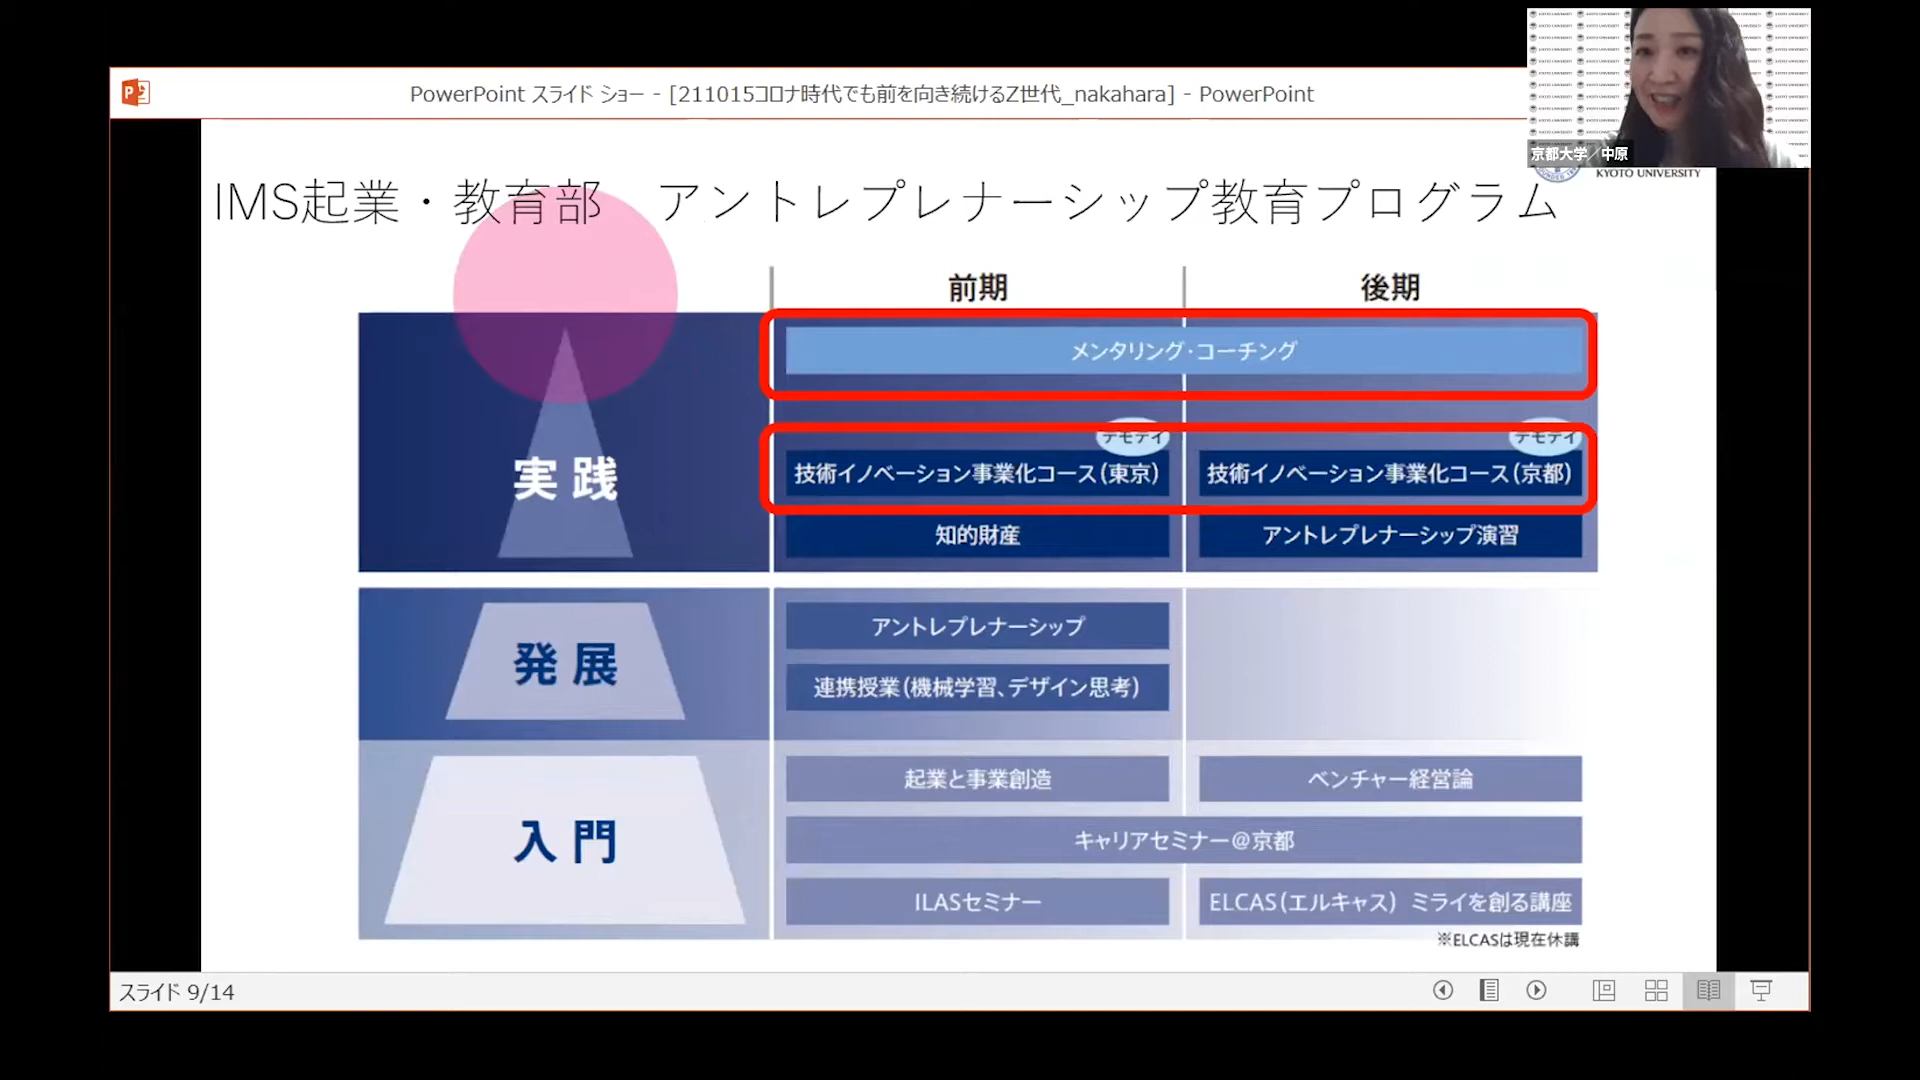 PowerPoint スライド ショー - [211015コロナ時代でも前を向き続けるZ世代_nakahara] - PowerPoint
京都大学／中原
KYOTO UNIVERSITY
IMS起業・教育部　アントレプレナーシップ教育プログラム
前期
後期
メンタリング・コーチング
デモデイ
デモデイ
実践
技術イノベーション事業化コース(東京)
技術イノベーション事業化コース(京都)
知的財産
アントレプレナーシップ演習
発展
アントレプレナーシップ
連携授業(機械学習、デザイン思考)
入門
起業と事業創造
ベンチャー経営論
キャリアセミナー@京都
ILASセミナー
ELCAS(エルキャス)　ミライを創る講座
※ELCASは現在休講
スライド 9/14